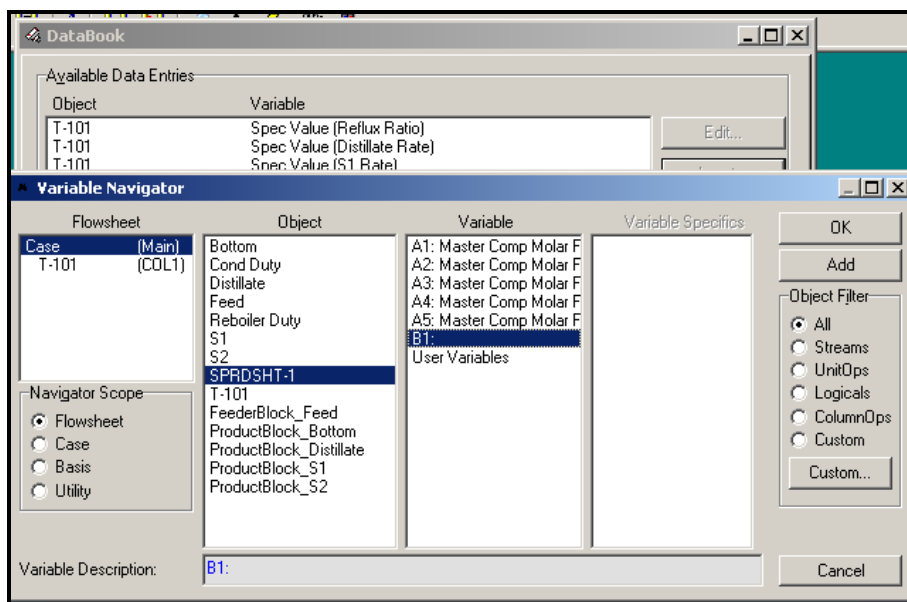 DataBook
Available Data Entries
Object Variable
T-101 Spec Value (Reflux Ratio)
T-101 Spec Value (Distillate Rate)
T-101 Spec Value (S1 Rate)
Edit...
Variable Navigator
Flowsheet
Case (Main)
T-101 (COL1)
Navigator Scope
Flowsheet
Case
Basis
Utility
Object
Bottom
Cond Duty
Distillate
Feed
Reboiler Duty
S1
S2
SPRDSHT-1
T-101
FeederBlock_Feed
ProductBlock_Bottom
ProductBlock_Distillate
ProductBlock_S1
ProductBlock_S2
Variable
A1: Master Comp Molar F
A2: Master Comp Molar F
A3: Master Comp Molar F
A4: Master Comp Molar F
A5: Master Comp Molar F
B1:
User Variables
Variable Specifics
OK
Add
Object Filter
All
Streams
UnitOps
Logicals
ColumnOps
Custom
Custom...
Variable Description: B1:
Cancel